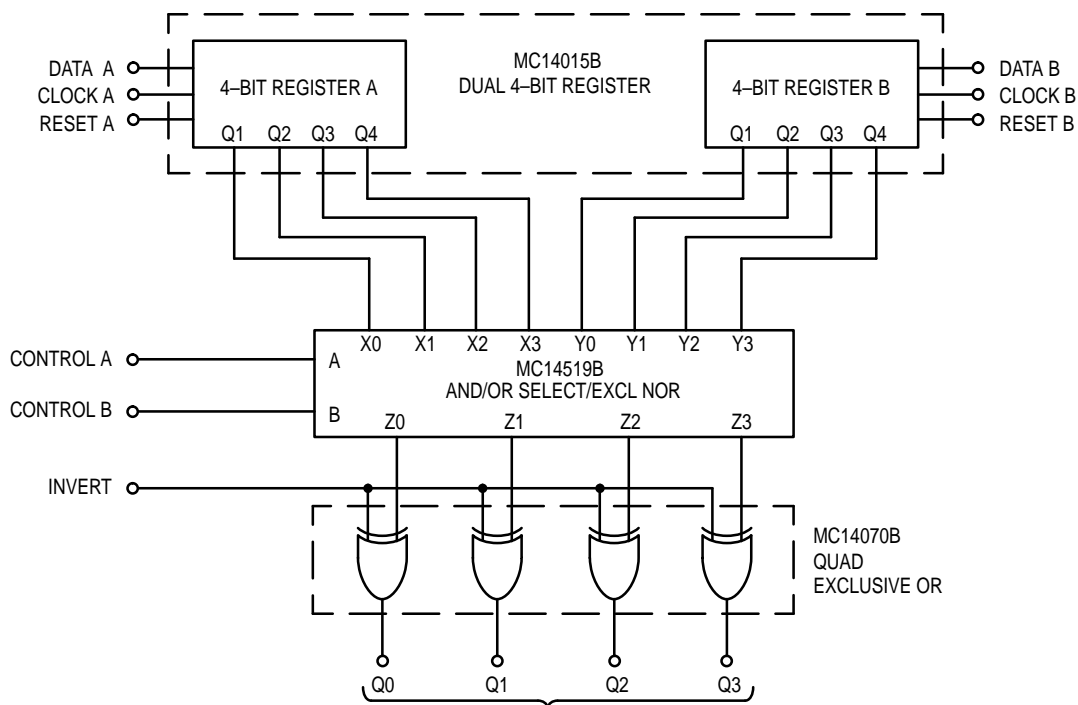 MC14015B
DUAL 4–BIT REGISTER
DATA A
CLOCK A
RESET A
4–BIT REGISTER A
Q1 Q2 Q3 Q4
4–BIT REGISTER B
Q1 Q2 Q3 Q4
DATA B
CLOCK B
RESET B
X0 X1 X2 X3 Y0 Y1 Y2 Y3
CONTROL A
A
MC14519B
AND/OR SELECT/EXCL NOR
CONTROL B
B
Z0 Z1 Z2 Z3
INVERT
MC14070B
QUAD
EXCLUSIVE OR
Q0 Q1 Q2 Q3